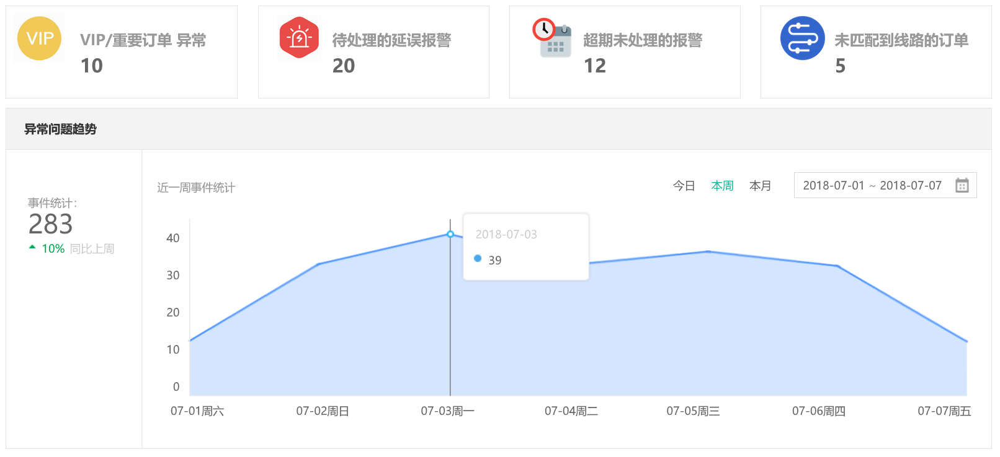 VIP
VIP/重要订单 异常
10
待处理的延误报警
20
超期未处理的报警
12
未匹配到线路的订单
5
异常问题趋势
事件统计：
283
10% 同比上周
近一周事件统计
今日 本周 本月
2018-07-01 ~ 2018-07-07
40
30
20
10
0
2018-07-03
39
07-01周六 07-02周日 07-03周一 07-04周二 07-05周三 07-06周四 07-07周五